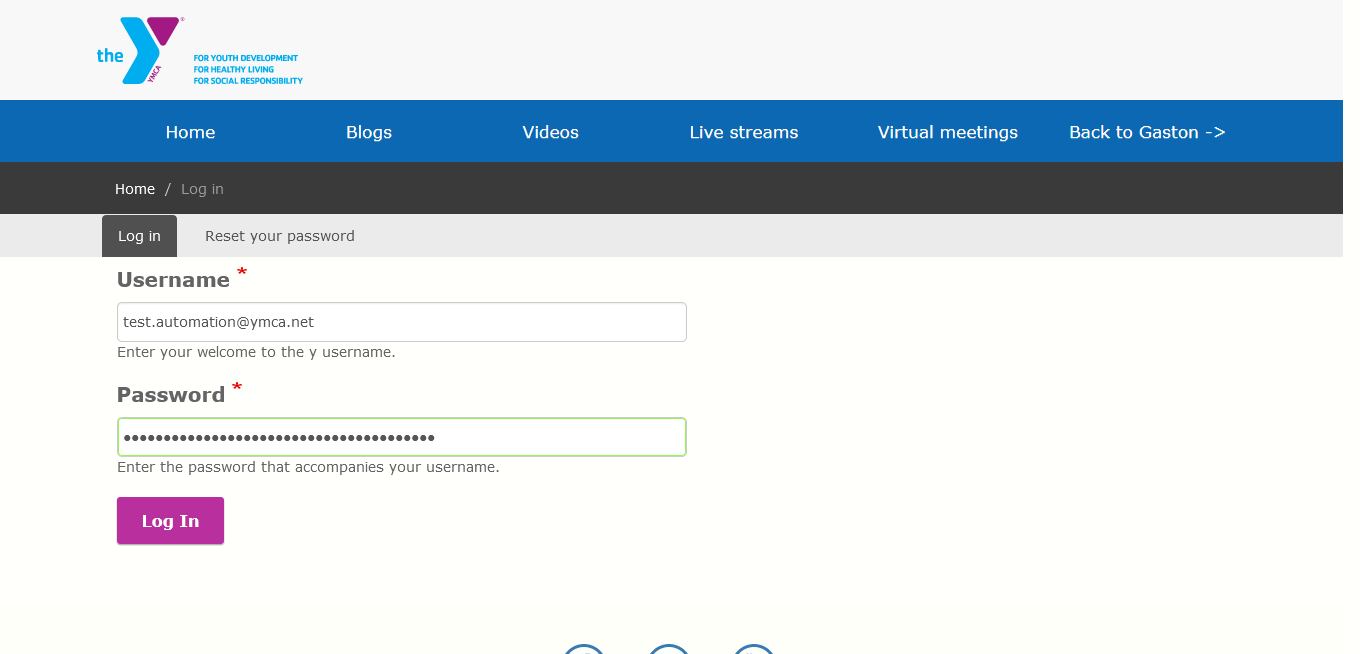 the
YMCA
®
FOR YOUTH DEVELOPMENT
FOR HEALTHY LIVING
FOR SOCIAL RESPONSIBILITY
Home Blogs Videos Live streams Virtual meetings Back to Gaston ->
Home / Log in
Log in Reset your password
Username *
test.automation@ymca.net
Enter your welcome to the y username.
Password *
•••••••••••••••••••••••••••••••••••••••
Enter the password that accompanies your username.
Log In